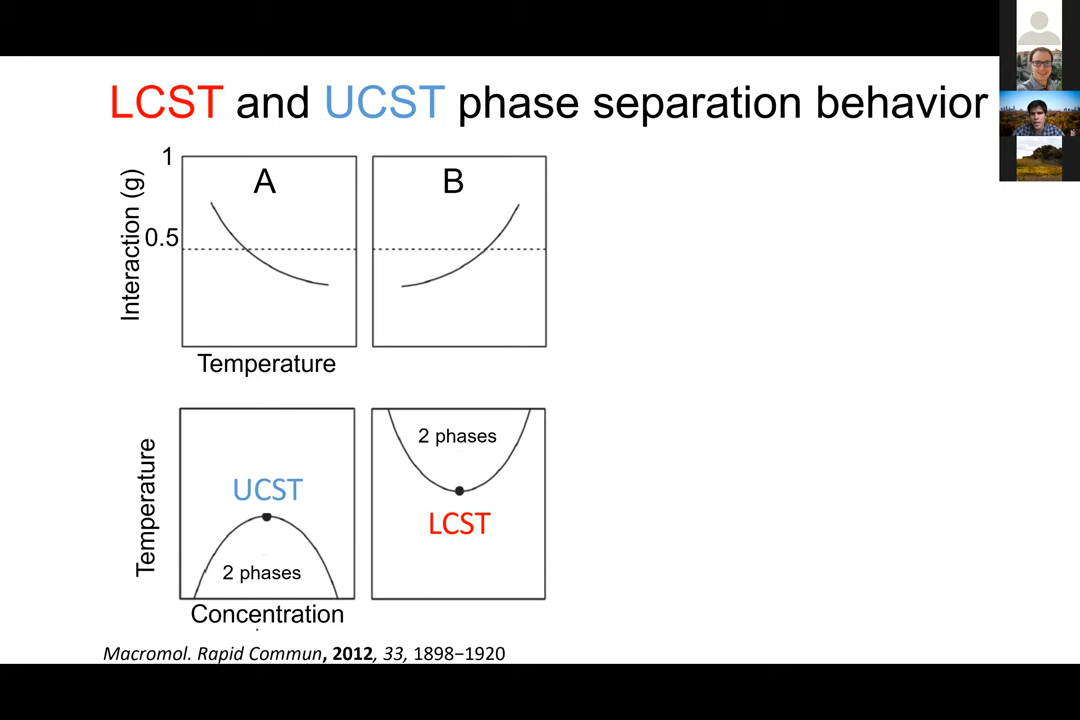 LCST and UCST phase separation behavior
1
A
B
Interaction (g)
0.5
Temperature
2 phases
UCST
LCST
Temperature
2 phases
Concentration
Macromol. Rapid Commun, 2012, 33, 1898−1920